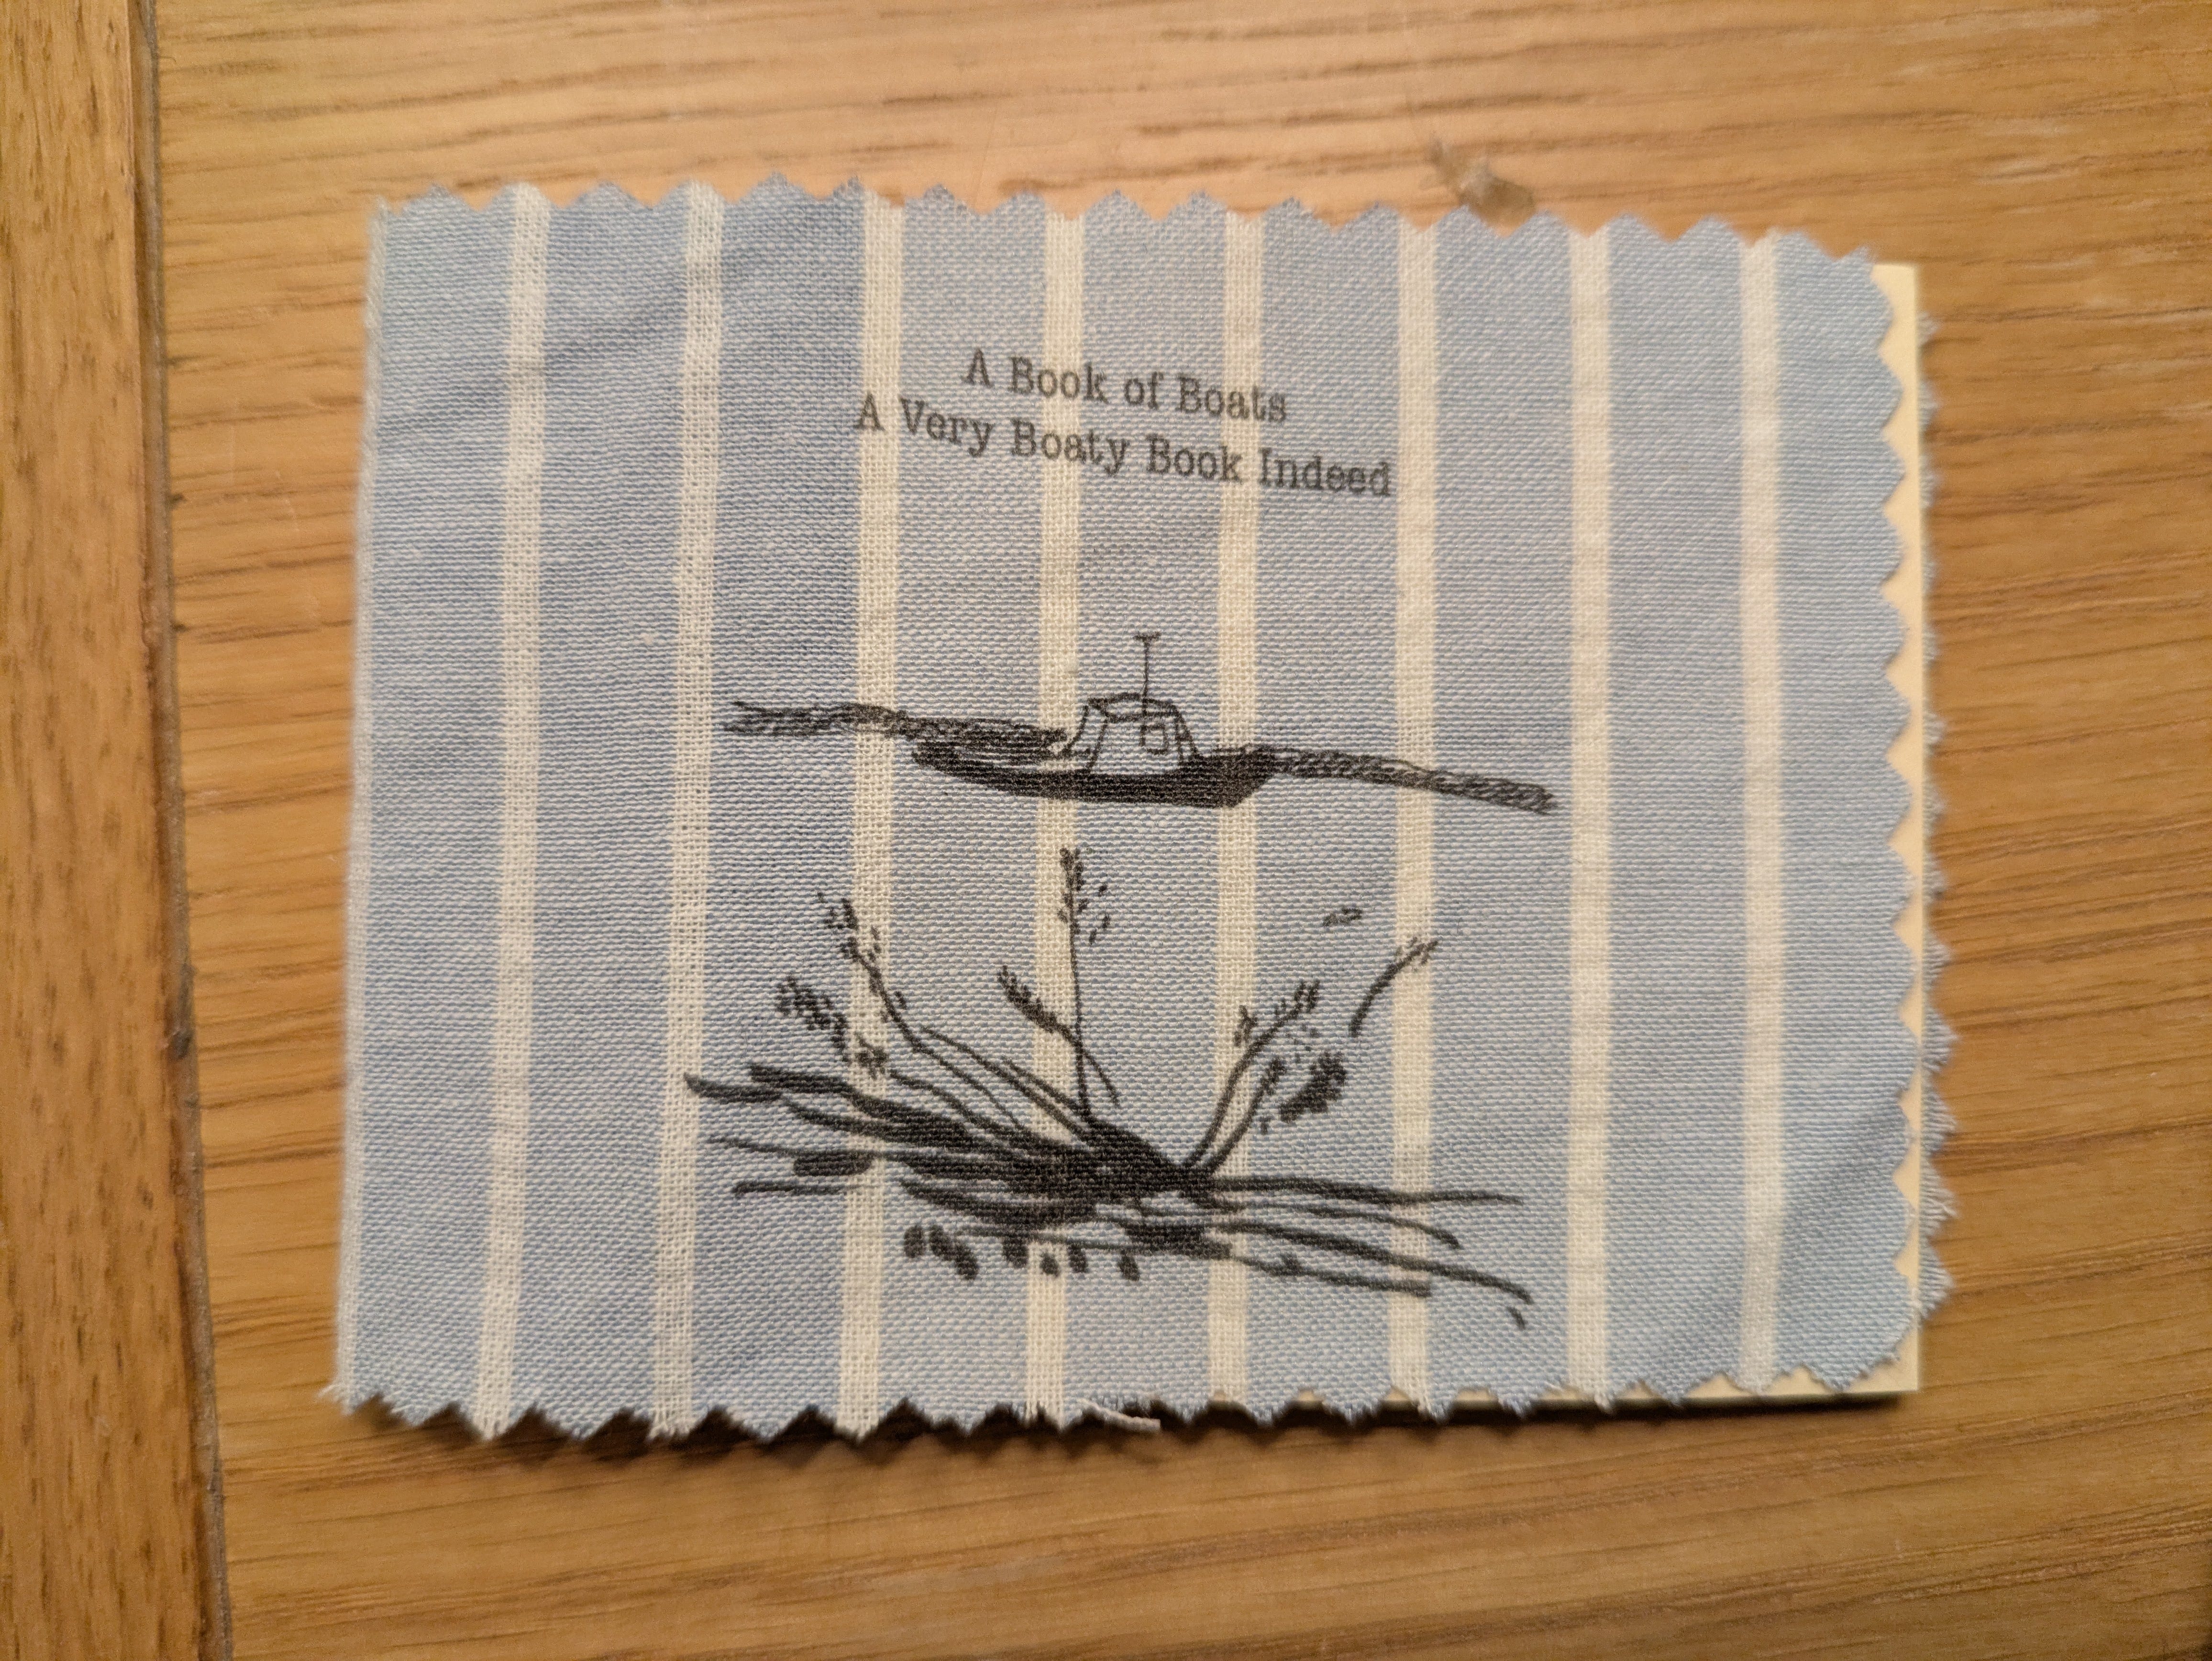 A Book of Boats
A Very Boaty Book Indeed